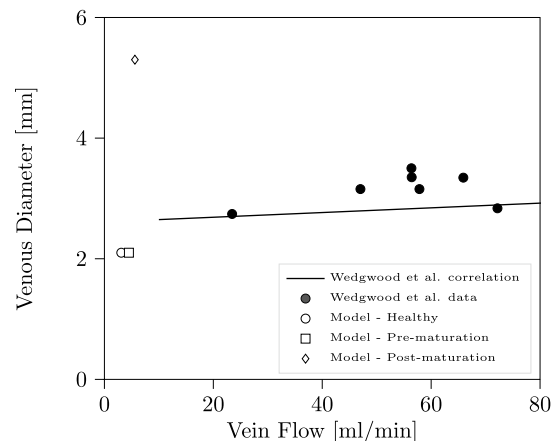 6
4
2
0
Venous Diameter [mm]
Wedgwood et al. correlation
Wedgwood et al. data
Model - Healthy
Model - Pre-maturation
Model - Post-maturation
0 20 40 60 80
Vein Flow [ml/min]